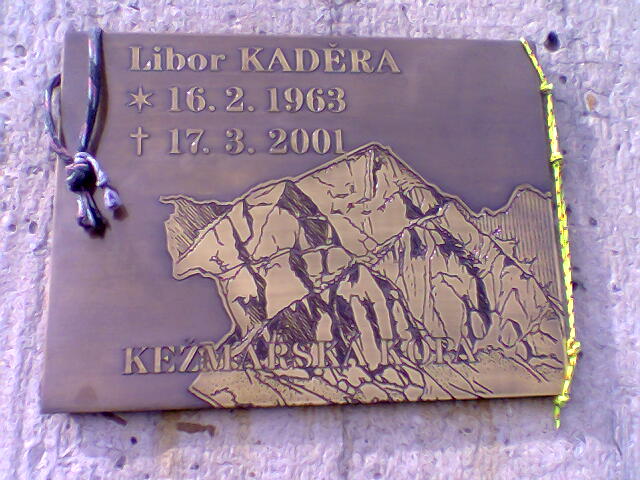 Libor KADĚRA
✶ 16. 2. 1963
† 17. 3. 2001
KEŽMARSKÁ KOPA